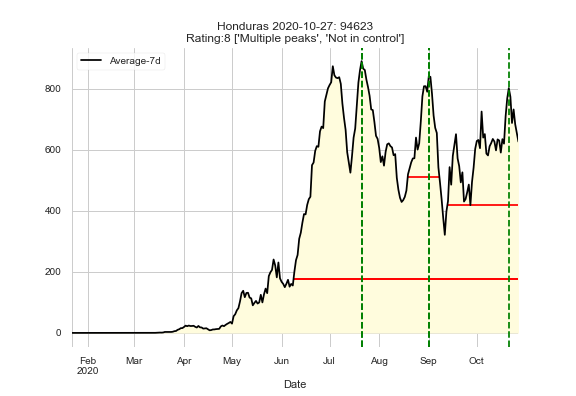 Honduras 2020-10-27: 94623
Rating:8 ['Multiple peaks', 'Not in control']
Average-7d
800
600
400
200
0
Feb Mar Apr May Jun Jul Aug Sep Oct
2020
Date